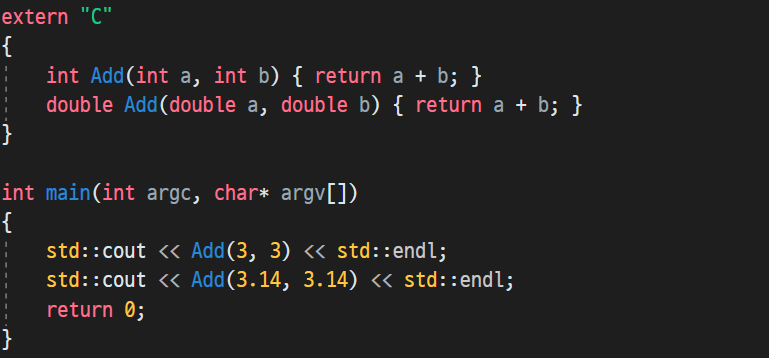 extern "C"
{
    int Add(int a, int b) { return a + b; }
    double Add(double a, double b) { return a + b; }
}
int main(int argc, char* argv[])
{
    std::cout << Add(3, 3) << std::endl;
    std::cout << Add(3.14, 3.14) << std::endl;
    return 0;
}